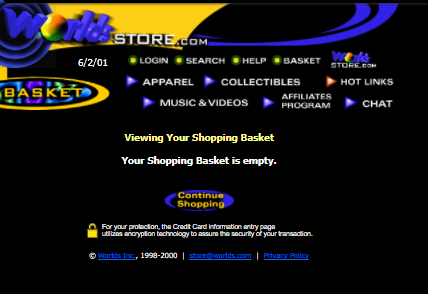 Worlds
STORE.COM
6/2/01
LOGIN SEARCH HELP BASKET
Worlds
STORE.COM
APPAREL COLLECTIBLES HOT LINKS
BASKET
MUSIC & VIDEOS AFFILIATES PROGRAM CHAT
Viewing Your Shopping Basket
Your Shopping Basket is empty.
Continue
Shopping
For your protection, the Credit Card information entry page
utilizes encryption technology to assure the security of your transaction.
© Worlds Inc., 1998-2000 | store@worlds.com | Privacy Policy